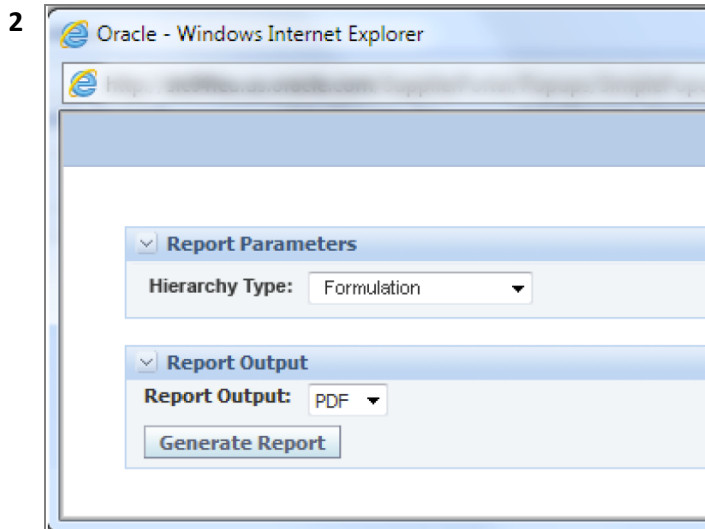 2
Oracle - Windows Internet Explorer
Report Parameters
Hierarchy Type: Formulation
Report Output
Report Output: PDF
Generate Report